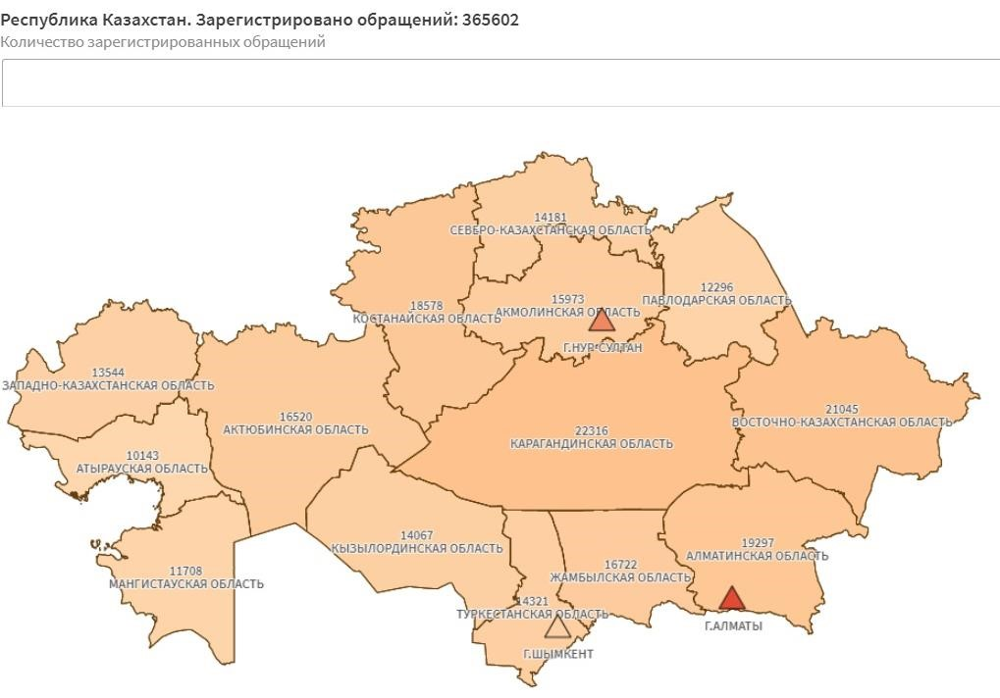 Республика Казахстан. Зарегистрировано обращений: 365602
Количество зарегистрированных обращений
14181
СЕВЕРО-КАЗАХСТАНСКАЯ ОБЛАСТЬ
12296
ПАВЛОДАРСКАЯ ОБЛАСТЬ
15973
АКМОЛИНСКАЯ ОБЛАСТЬ
18578
КОСТАНАЙСКАЯ ОБЛАСТЬ
Г.НУР-СУЛТАН
13544
ЗАПАДНО-КАЗАХСТАНСКАЯ ОБЛАСТЬ
21045
ВОСТОЧНО-КАЗАХСТАНСКАЯ ОБЛАСТЬ
16520
АКТЮБИНСКАЯ ОБЛАСТЬ
22316
КАРАГАНДИНСКАЯ ОБЛАСТЬ
10143
АТЫРАУСКАЯ ОБЛАСТЬ
14067
КЫЗЫЛОРДИНСКАЯ ОБЛАСТЬ
19297
АЛМАТИНСКАЯ ОБЛАСТЬ
16722
ЖАМБЫЛСКАЯ ОБЛАСТЬ
11708
МАНГИСТАУСКАЯ ОБЛАСТЬ
14321
ТУРКЕСТАНСКАЯ ОБЛАСТЬ
Г.АЛМАТЫ
Г.ШЫМКЕНТ